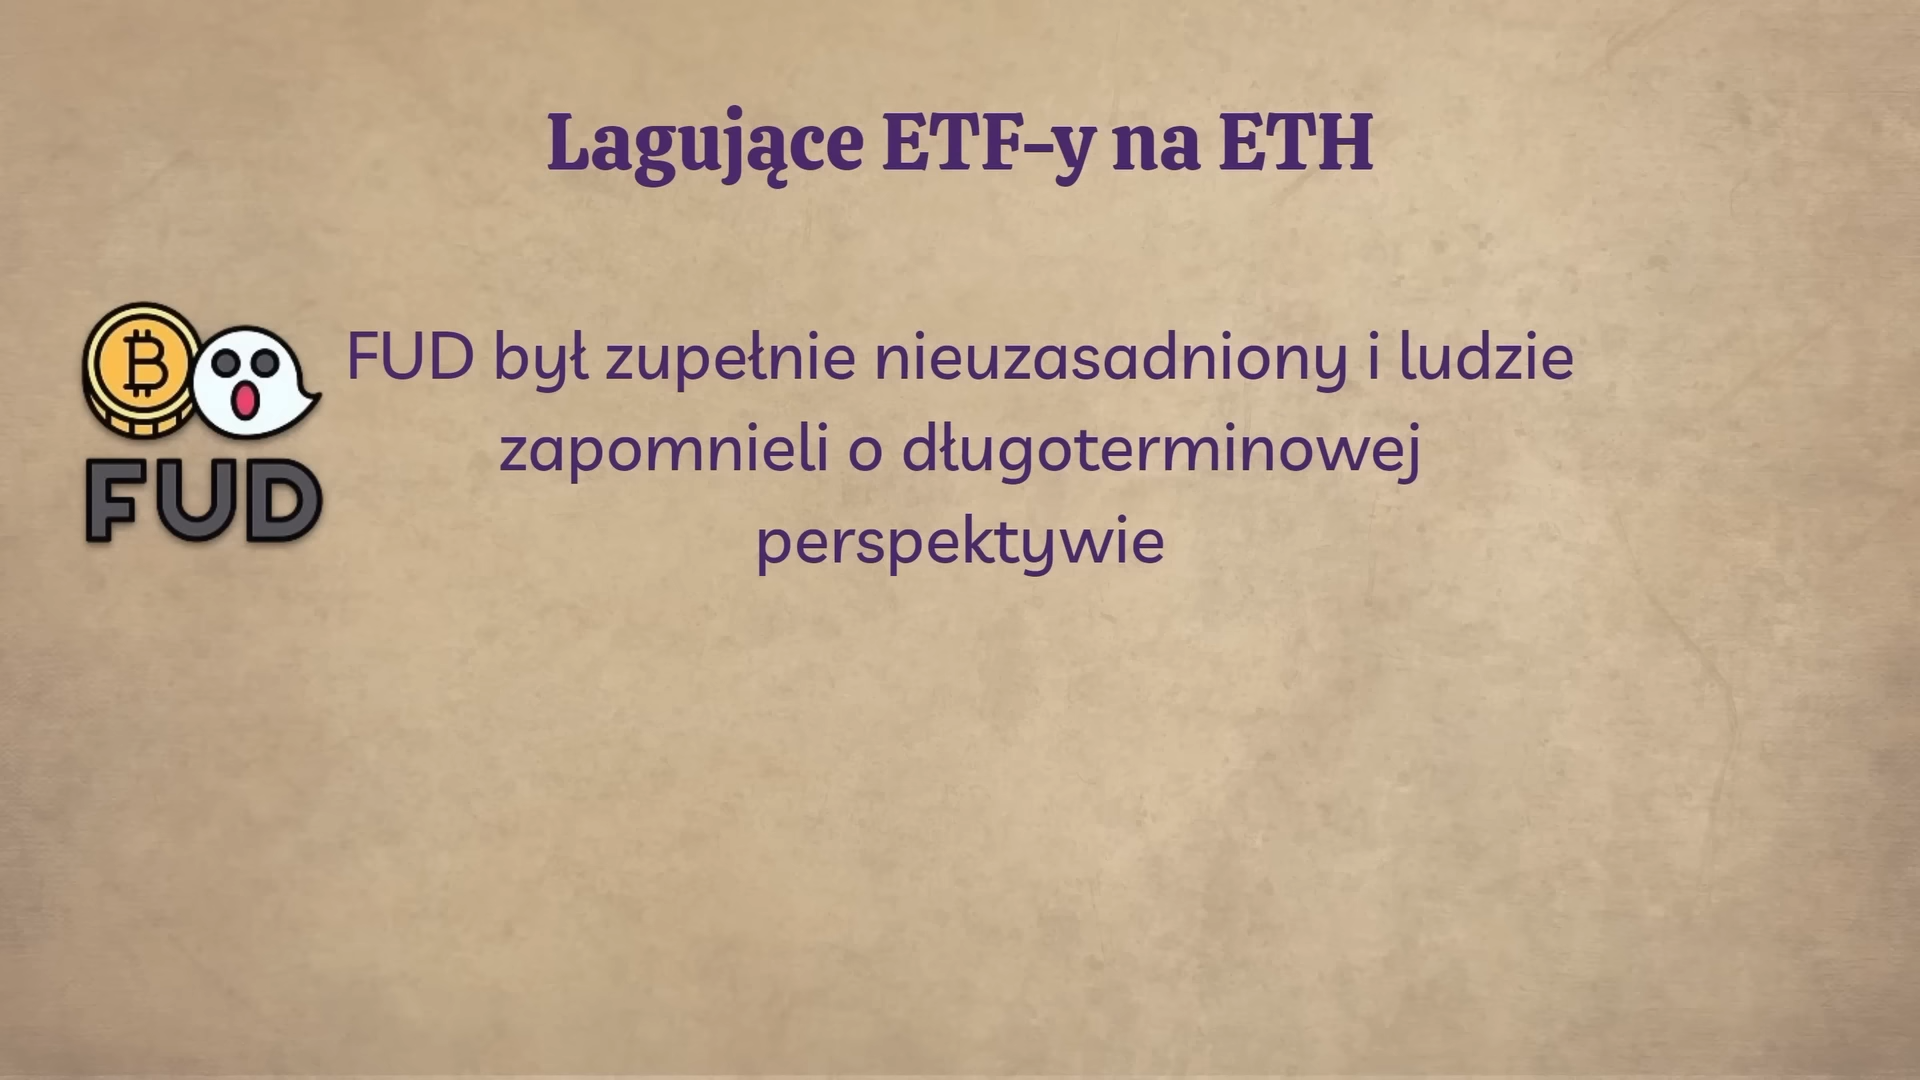 Lagujące ETF-y na ETH
FUD był zupełnie nieuzasadniony i ludzie
zapomnieli o długoterminowej
perspektywie
FUD